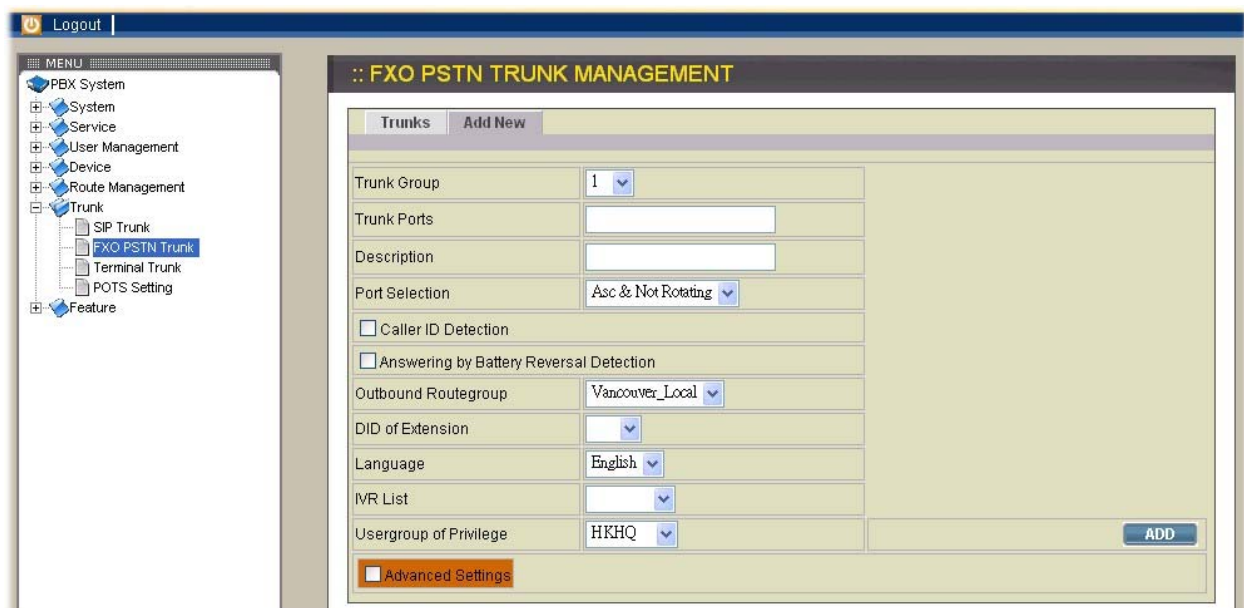 Logout
MENU
PBX System
System
Service
User Management
Device
Route Management
Trunk
SIP Trunk
FXO PSTN Trunk
Terminal Trunk
POTS Setting
Feature
:: FXO PSTN TRUNK MANAGEMENT
Trunks Add New
Trunk Group 1
Trunk Ports
Description
Port Selection Asc & Not Rotating
Caller ID Detection
Answering by Battery Reversal Detection
Outbound Routegroup Vancouver_Local
DID of Extension
Language English
IVR List
Usergroup of Privilege HKHQ ADD
Advanced Settings